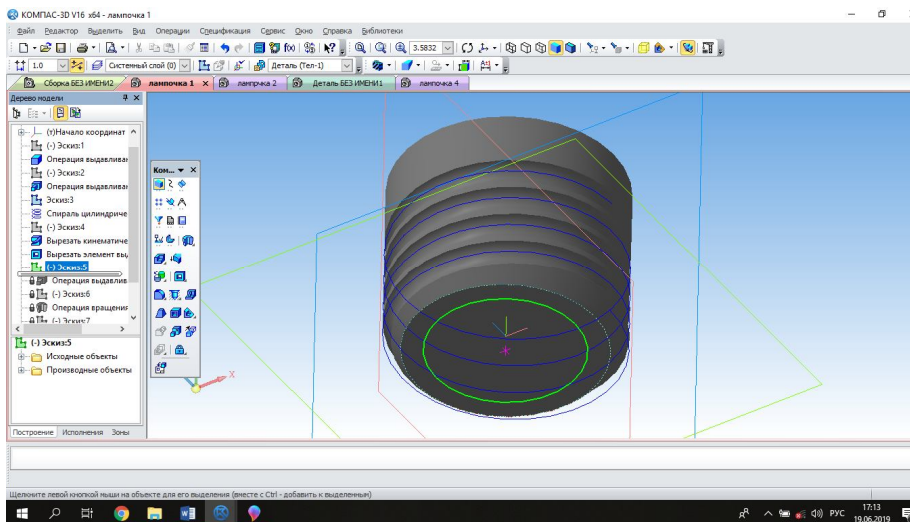 КОМПАС-3D V16 x64 - лампочка 1
Файл Редактор Выделить Вид Операции Спецификация Сервис Окно Справка Библиотеки
3.5832
1.0 Системный слой (0) Деталь (Тел-1)
Сборка БЕЗ ИМЕНИ2 лампочка 1 лампрчка 2 Деталь БЕЗ ИМЕНИ1 лампочка 4
Дерево модели
(т)Начало координат
(-) Эскиз:1
Операция выдавливан
(-) Эскиз:2
Операция выдавливан
Эскиз:3
Спираль цилиндриче
(-) Эскиз:4
Вырезать кинематиче
Вырезать элемент вы
(-) Эскиз:5
Операция выдавлив
(-) Эскиз:6
Операция вращения
(-) Эскиз:7
Ком...
(-) Эскиз:5
Исходные объекты
Производные объекты
X
Построение Исполнения Зоны
Щелкните левой кнопкой мыши на объекте для его выделения (вместе с Ctrl - добавить к выделенным)
РУС
17:13
19.06.2019